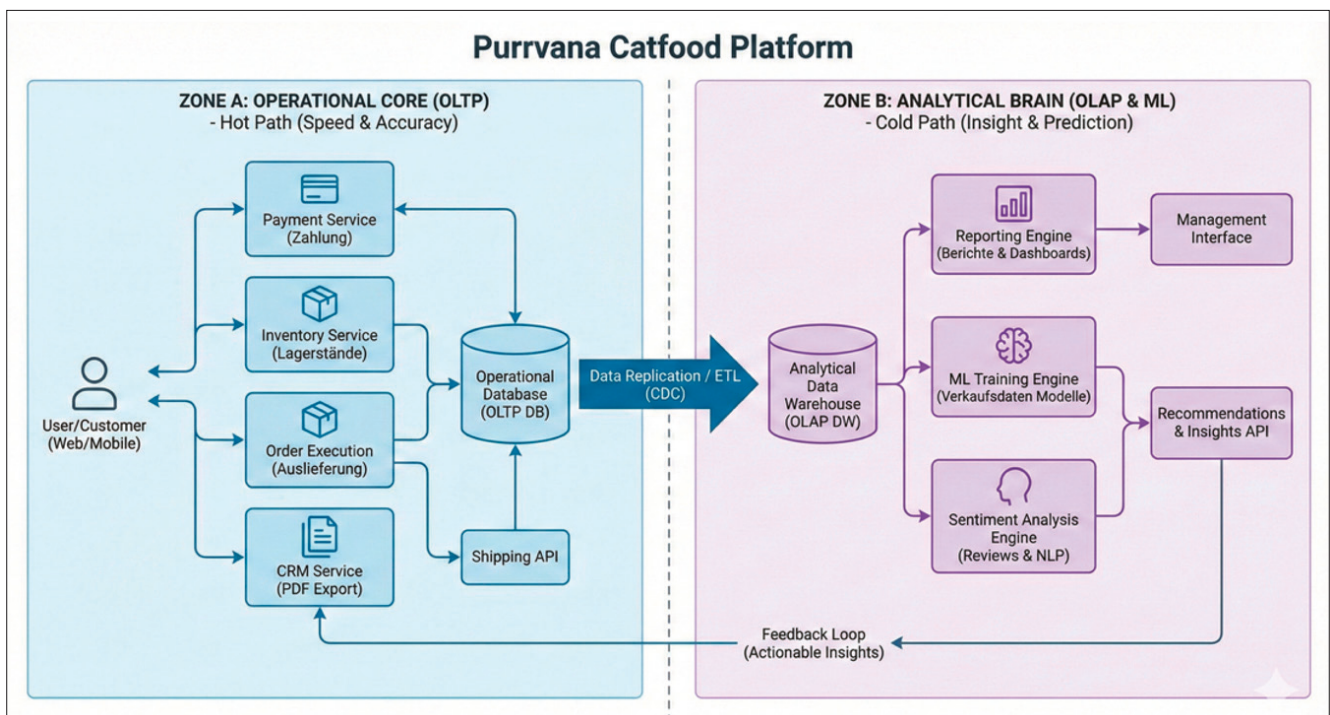 Purrvana Catfood Platform
ZONE A: OPERATIONAL CORE (OLTP)
- Hot Path (Speed & Accuracy)
Payment Service
(Zahlung)
Inventory Service
(Lagerstände)
User/Customer
(Web/Mobile)
Order Execution
(Auslieferung)
CRM Service
(PDF Export)
Operational
Database
(OLTP DB)
Shipping API
Data Replication / ETL
(CDC)
ZONE B: ANALYTICAL BRAIN (OLAP & ML)
- Cold Path (Insight & Prediction)
Analytical
Data
Warehouse
(OLAP DW)
Reporting Engine
(Berichte & Dashboards)
Management
Interface
ML Training Engine
(Verkaufsdaten Modelle)
Recommendations
& Insights API
Sentiment Analysis
Engine
(Reviews & NLP)
Feedback Loop
(Actionable Insights)